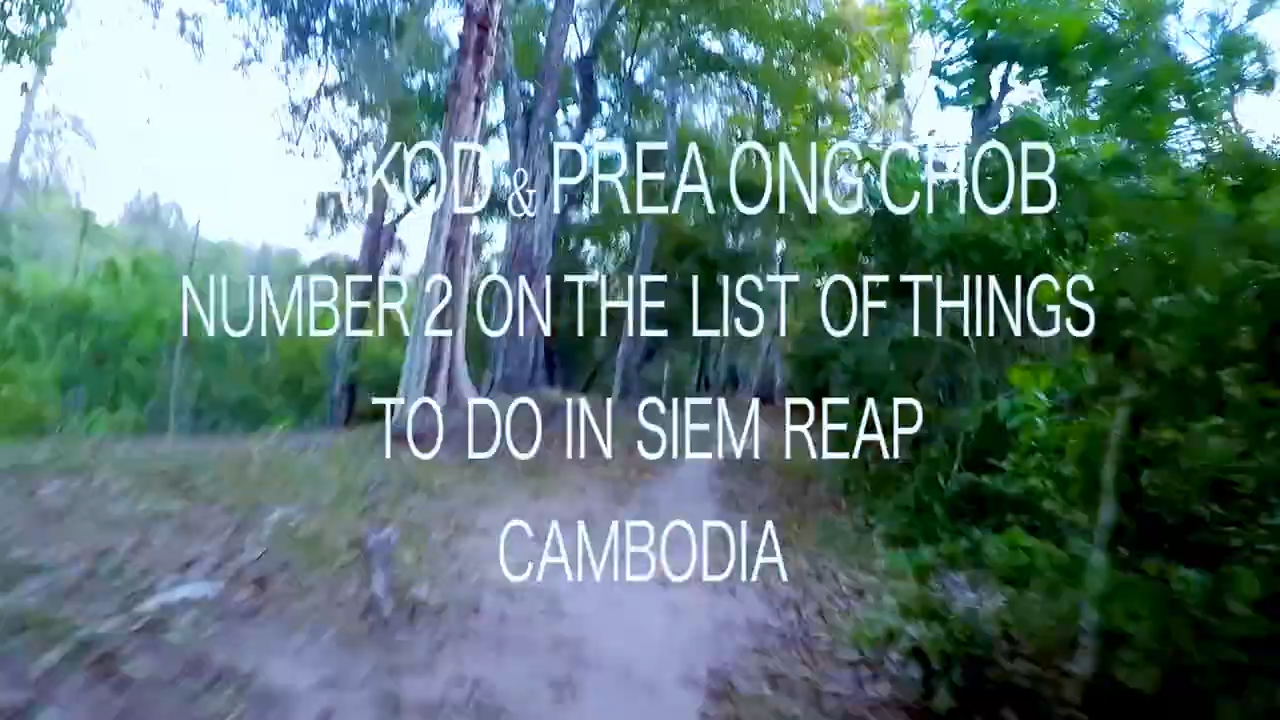 KOD & PREA ONG CHOB
NUMBER 2 ON THE LIST OF THINGS
TO DO IN SIEM REAP
CAMBODIA